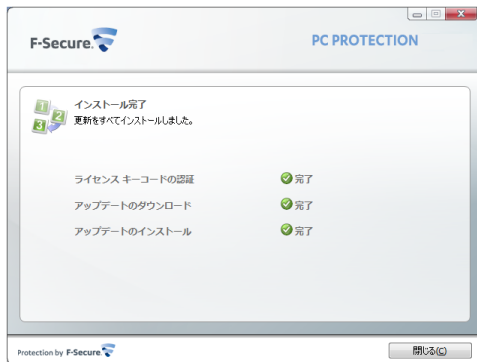 F-Secure.
PC PROTECTION
1
2
3
インストール完了
更新をすべてインストールしました。
ライセンス キーコードの認証 完了
アップデートのダウンロード 完了
アップデートのインストール 完了
Protection by F-Secure.
閉じる(C)